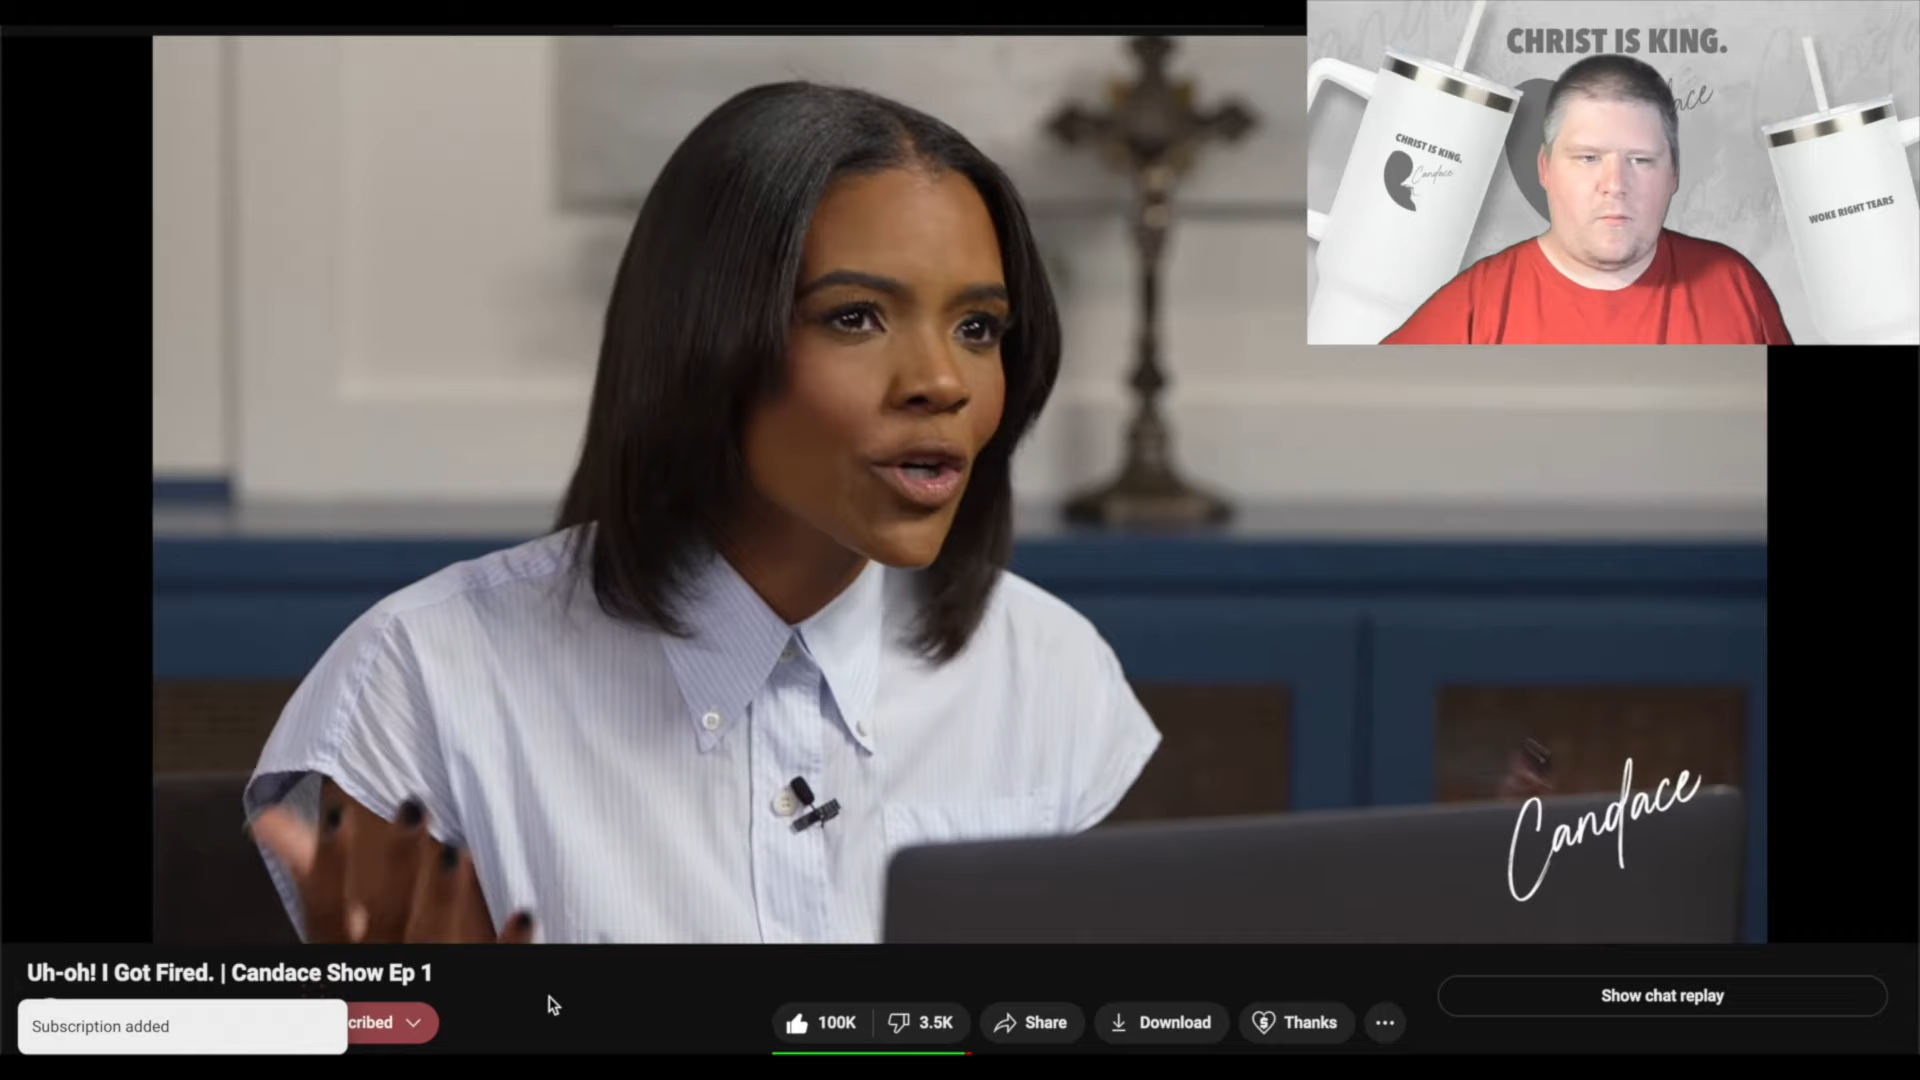 CHRIST IS KING.
CHRIST IS KING.
Candace
WOKE RIGHT TEARS
Candace
Uh-oh! I Got Fired. | Candace Show Ep 1
Subscription added
100K
3.5K
Share
Download
Thanks
Show chat replay